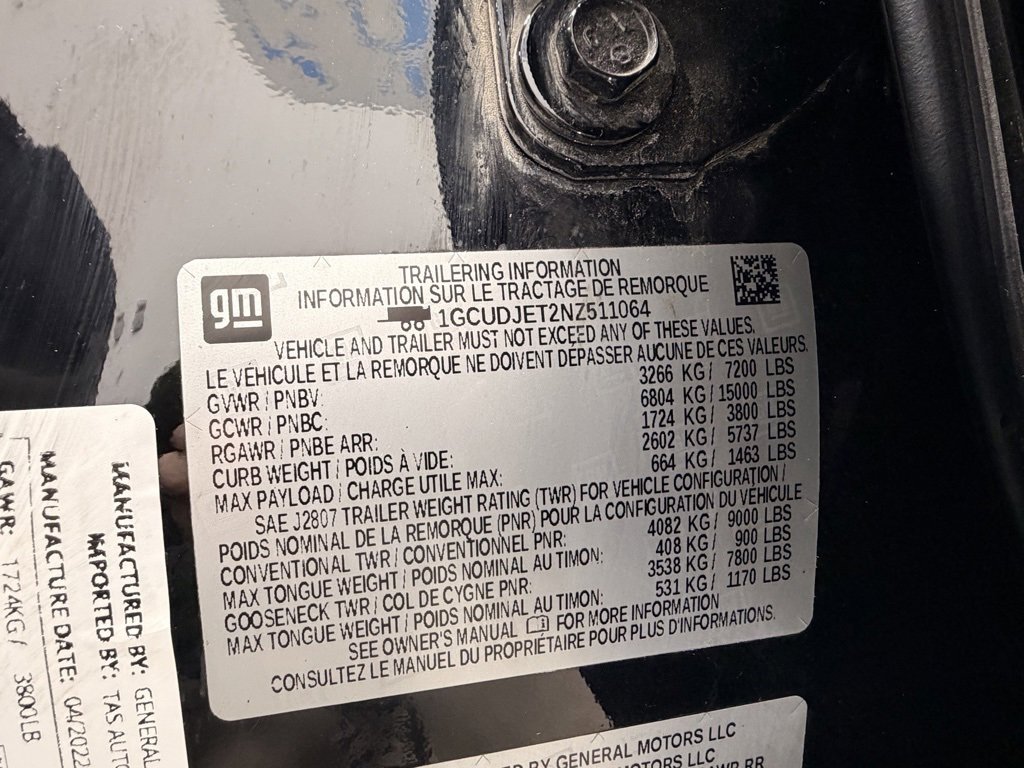 gm
TRAILERING INFORMATION
INFORMATION SUR LE TRACTAGE DE REMORQUE
1GCUDJET2NZ511064
VEHICLE AND TRAILER MUST NOT EXCEED ANY OF THESE VALUES.
LE VÉHICULE ET LA REMORQUE NE DOIVENT DÉPASSER AUCUNE DE CES VALEURS.
GVWR / PNBV: 3266 KG / 7200 LBS
GCWR / PNBC: 6804 KG / 15000 LBS
RGAWR / PNBE ARR: 1724 KG / 3800 LBS
CURB WEIGHT / POIDS À VIDE: 2602 KG / 5737 LBS
MAX PAYLOAD / CHARGE UTILE MAX: 664 KG / 1463 LBS
SAE J2807 TRAILER WEIGHT RATING (TWR) FOR VEHICLE CONFIGURATION /
POIDS NOMINAL DE LA REMORQUE (PNR) POUR LA CONFIGURATION DU VÉHICULE
CONVENTIONAL TWR / CONVENTIONNEL PNR: 4082 KG / 9000 LBS
MAX TONGUE WEIGHT / POIDS NOMINAL AU TIMON: 408 KG / 900 LBS
GOOSENECK TWR / COL DE CYGNE PNR: 3538 KG / 7800 LBS
MAX TONGUE WEIGHT / POIDS NOMINAL AU TIMON: 531 KG / 1170 LBS
SEE OWNER'S MANUAL FOR MORE INFORMATION
CONSULTEZ LE MANUEL DU PROPRIÉTAIRE POUR PLUS D'INFORMATIONS.
MANUFACTURED BY: GENERAL
IMPORTED BY: TAS AUTO
MANUFACTURE DATE: 04/2022
GAWR: 1724KG / 3800LB
BY GENERAL MOTORS LLC
MOTORS LLC
RR